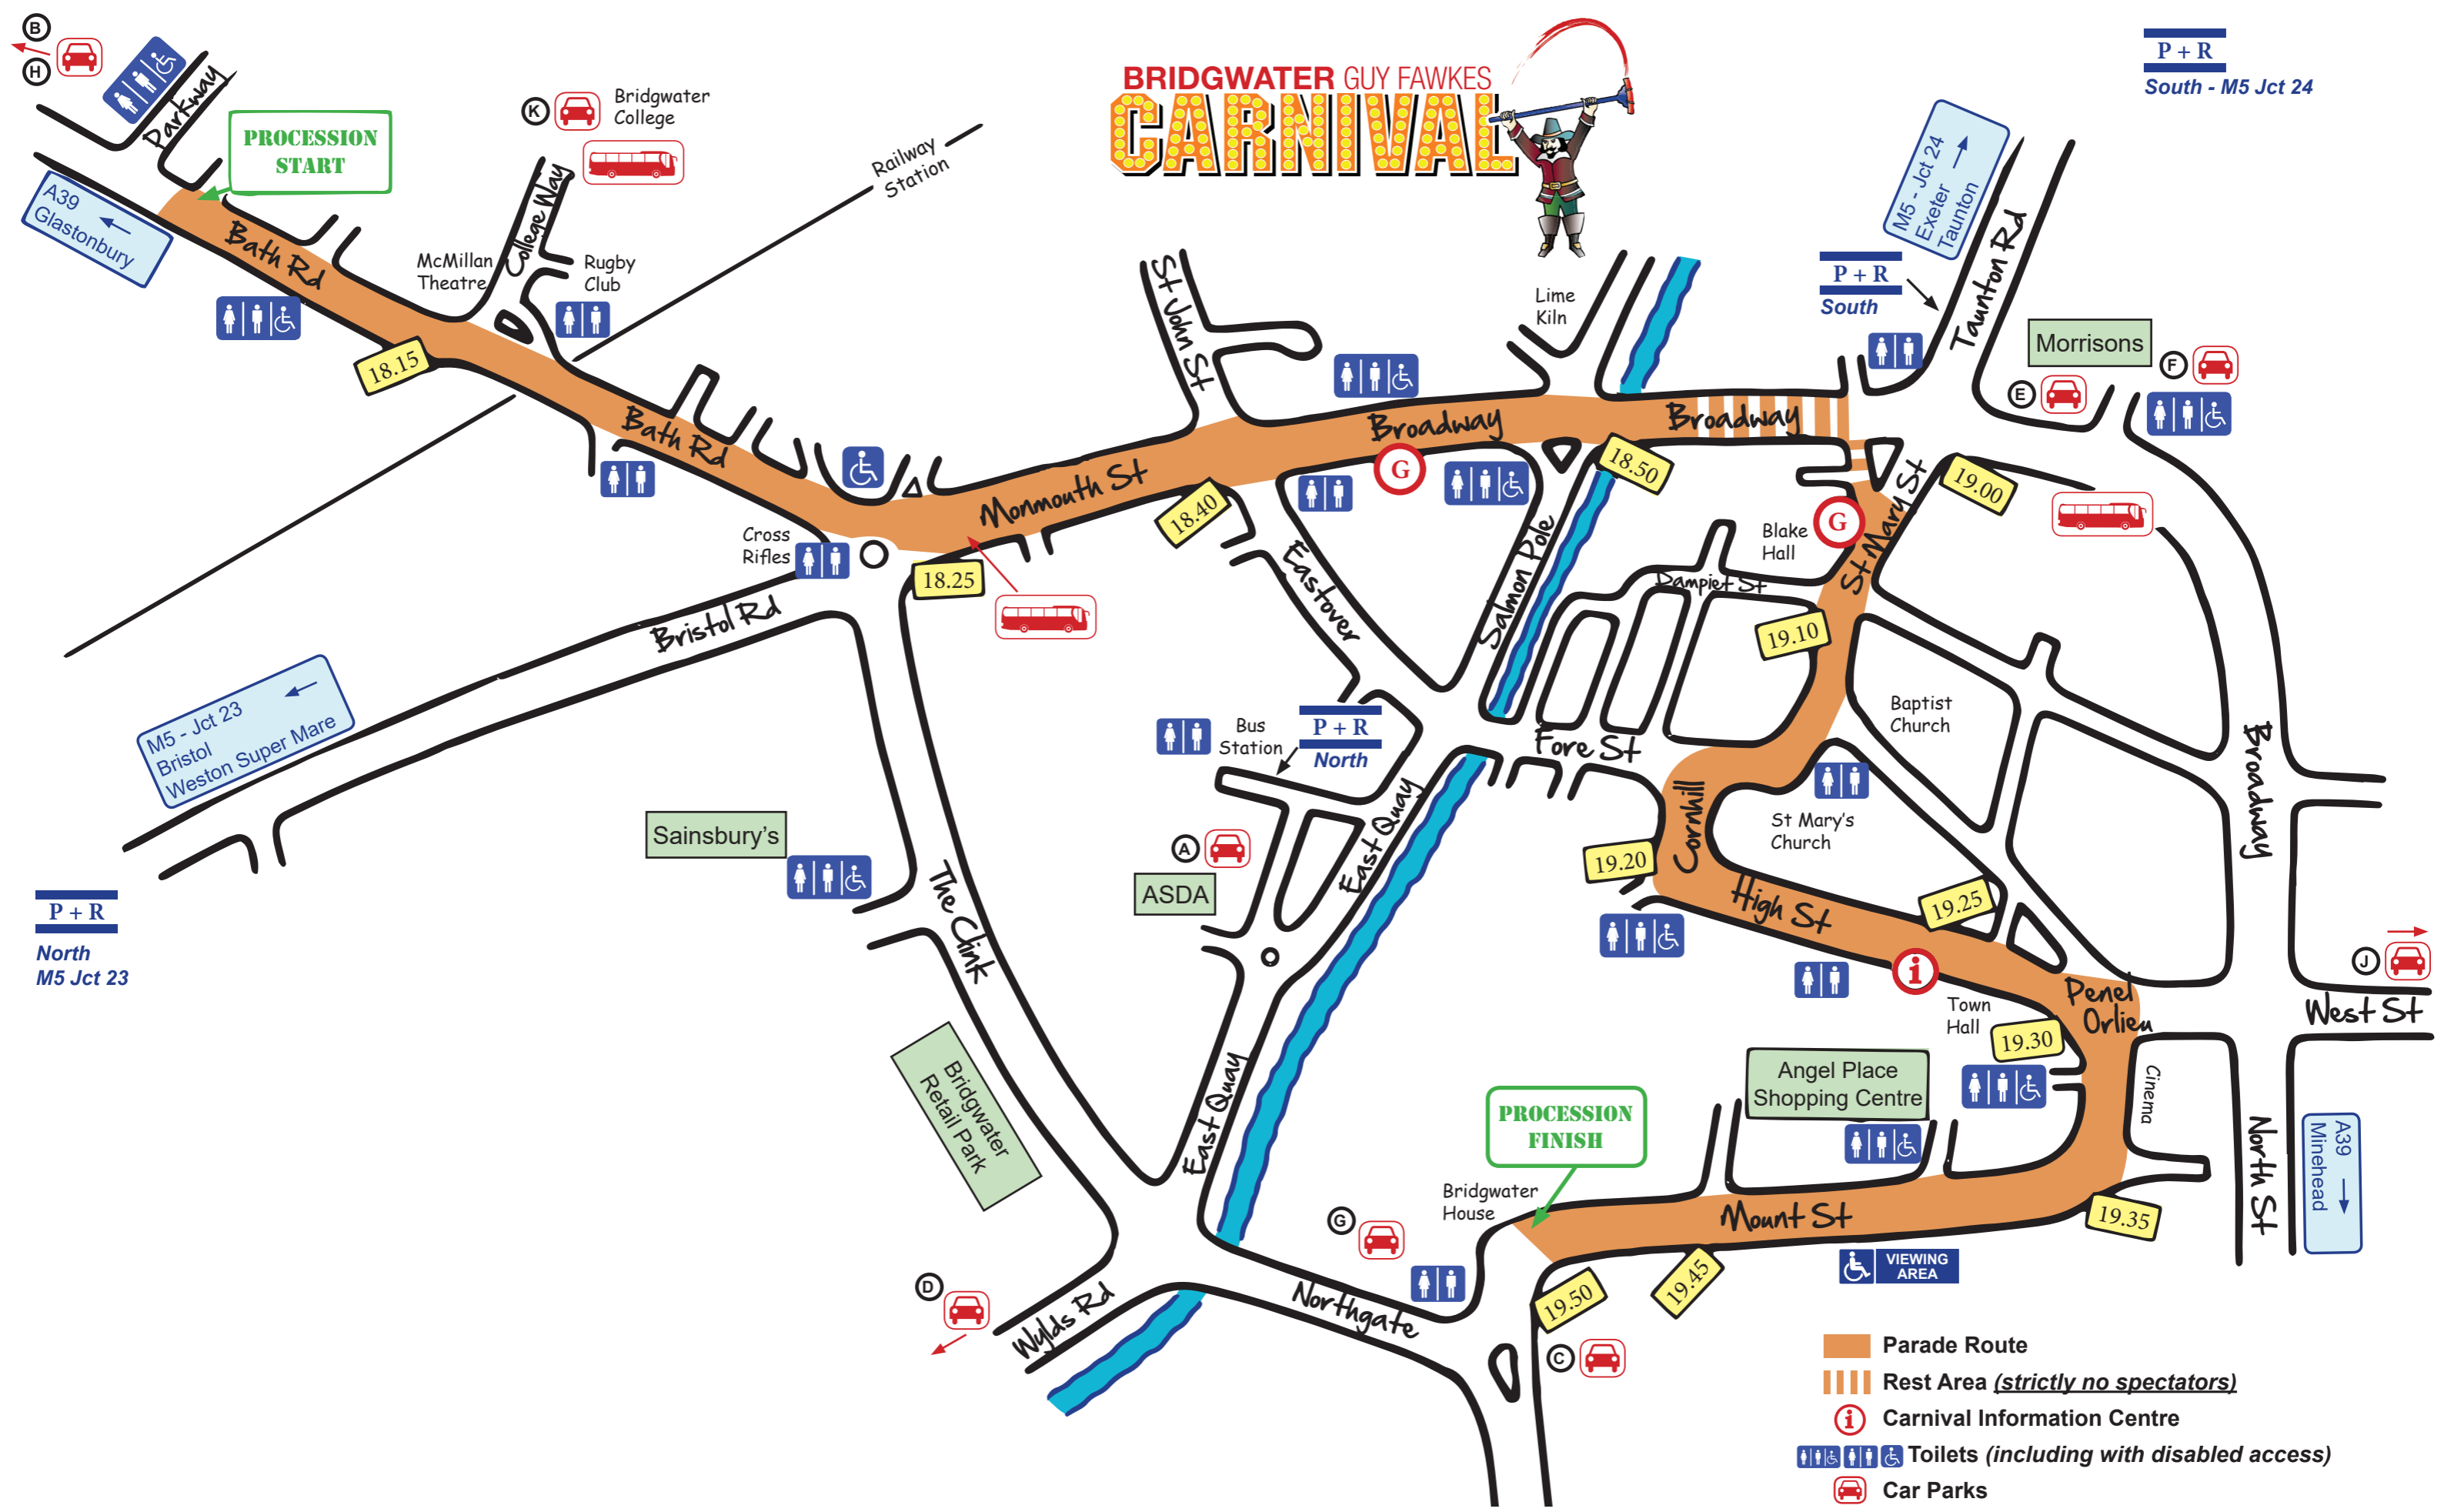 B
H
Parkway
PROCESSION
START
A39
Glastonbury
Bath Rd
K
Bridgwater
College
College Way
McMillan
Theatre
Rugby
Club
18.15
Railway
Station
BRIDGWATER GUY FAWKES
CARNIVAL
P + R
South - M5 Jct 24
M5 - Jct 24
Exeter
Taunton
P + R
South
Taunton Rd
Morrisons
E
F
St John St
Lime
Kiln
Broadway
G
Broadway
18.50
19.00
Bath Rd
Monmouth St
18.40
Cross
Rifles
18.25
Bristol Rd
Eastover
Salmon Pole
Blake
Hall
G
St Mary St
Dampiet St
19.10
Baptist
Church
M5 - Jct 23
Bristol
Weston Super Mare
Bus
Station
P + R
North
Fore St
Cornhill
St Mary's
Church
Broadway
Sainsbury's
A
ASDA
East Quay
19.20
High St
19.25
P + R
North
M5 Jct 23
The Clink
i
Town
Hall
Penel
Orlieu
19.30
J
West St
Bridgwater
Retail Park
East Quay
PROCESSION
FINISH
Angel Place
Shopping Centre
Cinema
North St
A39
Minehead
Bridgwater
House
G
Mount St
19.35
VIEWING
AREA
19.45
19.50
C
D
Wylds Rd
Northgate
Parade Route
Rest Area (strictly no spectators)
i
Carnival Information Centre
Toilets (including with disabled access)
Car Parks